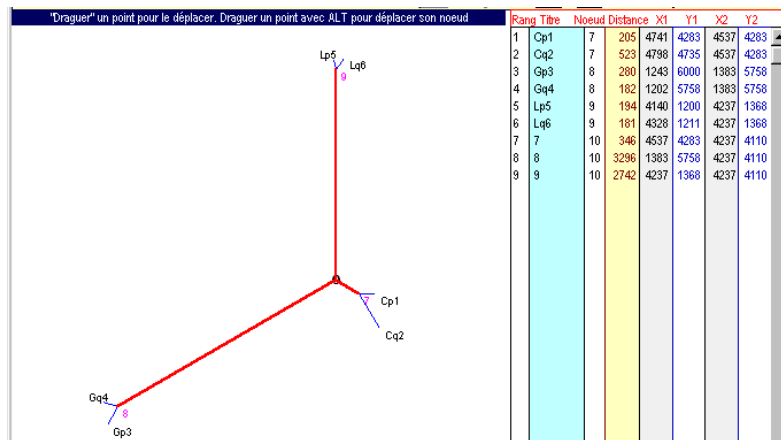 "Draguer" un point pour le déplacer. Draguer un point avec ALT pour déplacer son noeud
Lp5
Lq6
9
7
Cp1
Cq2
Gq4
8
Gp3
Rang Titre Noeud Distance X1 Y1 X2 Y2
1 Cp1 7 205 4741 4283 4537 4283
2 Cq2 7 523 4798 4735 4537 4283
3 Gp3 8 280 1243 6000 1383 5758
4 Gq4 8 182 1202 5758 1383 5758
5 Lp5 9 194 4140 1200 4237 1368
6 Lq6 9 181 4328 1211 4237 1368
7 7 10 346 4537 4283 4237 4110
8 8 10 3296 1383 5758 4237 4110
9 9 10 2742 4237 1368 4237 4110